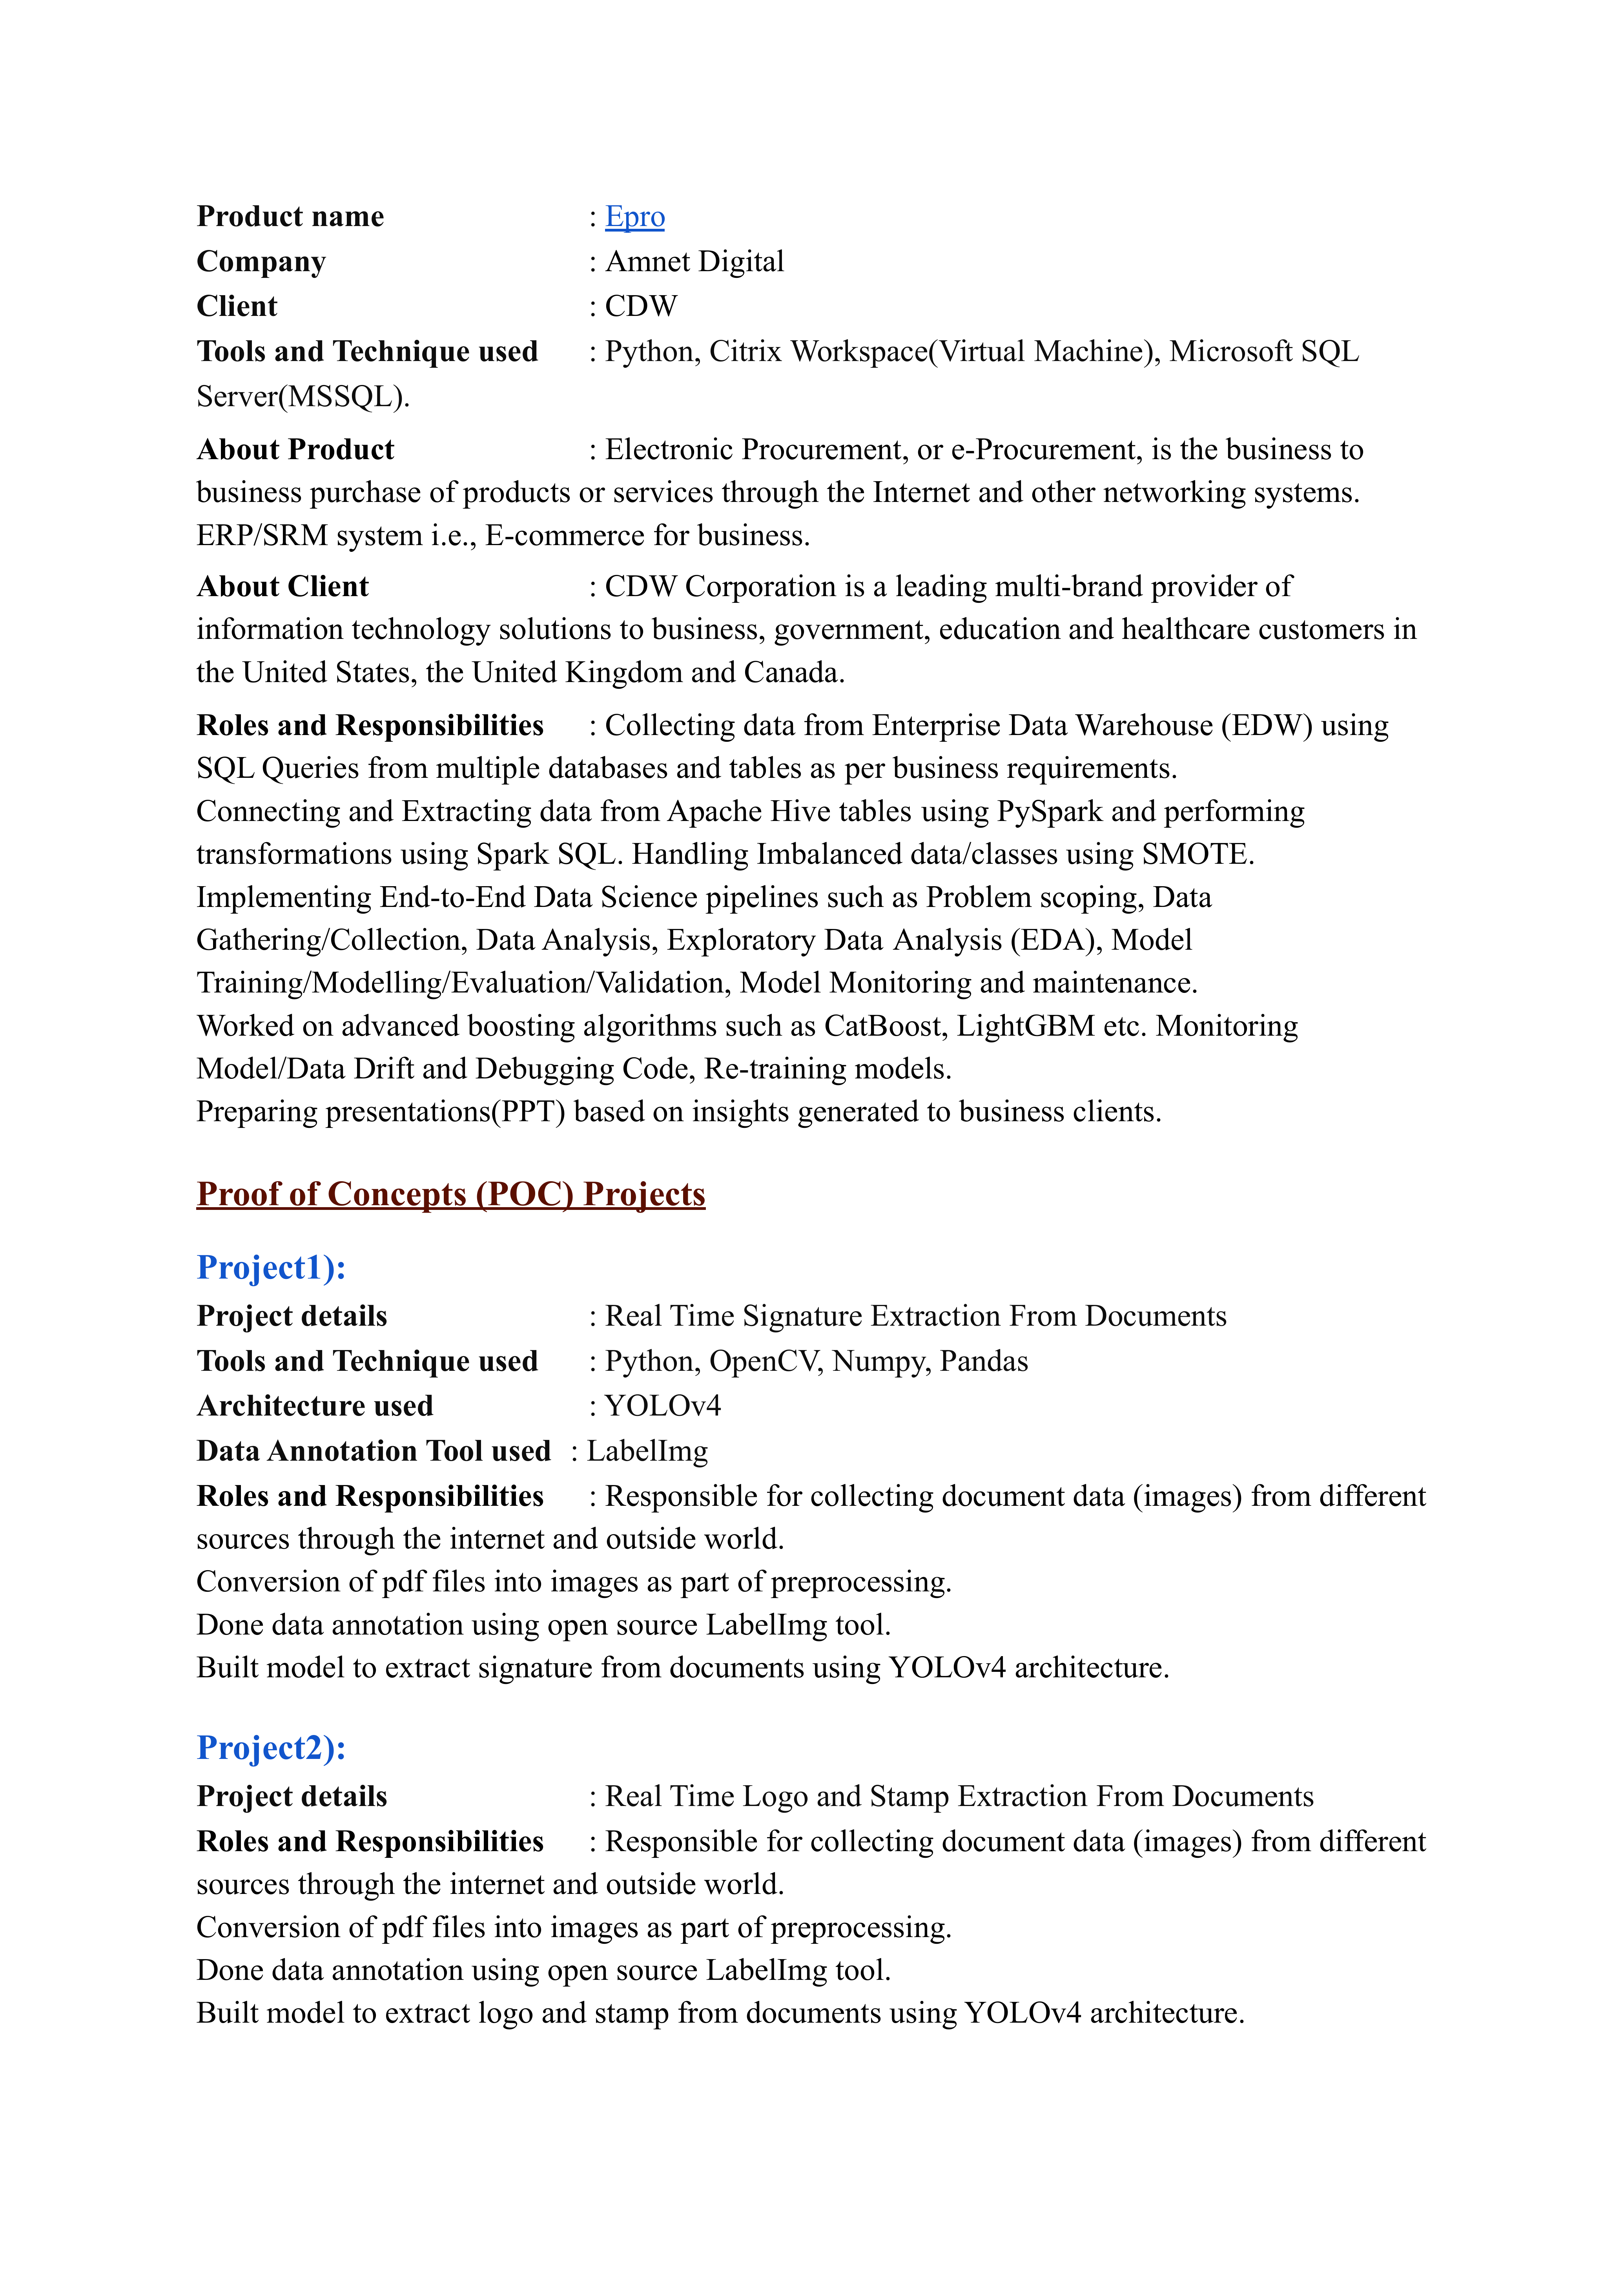 Product name : Epro
Company : Amnet Digital
Client : CDW
Tools and Technique used : Python, Citrix Workspace(Virtual Machine), Microsoft SQL
Server(MSSQL).
About Product : Electronic Procurement, or e-Procurement, is the business to
business purchase of products or services through the Internet and other networking systems.
ERP/SRM system i.e., E-commerce for business.
About Client : CDW Corporation is a leading multi-brand provider of
information technology solutions to business, government, education and healthcare customers in
the United States, the United Kingdom and Canada.
Roles and Responsibilities : Collecting data from Enterprise Data Warehouse (EDW) using
SQL Queries from multiple databases and tables as per business requirements.
Connecting and Extracting data from Apache Hive tables using PySpark and performing
transformations using Spark SQL. Handling Imbalanced data/classes using SMOTE.
Implementing End-to-End Data Science pipelines such as Problem scoping, Data
Gathering/Collection, Data Analysis, Exploratory Data Analysis (EDA), Model
Training/Modelling/Evaluation/Validation, Model Monitoring and maintenance.
Worked on advanced boosting algorithms such as CatBoost, LightGBM etc. Monitoring
Model/Data Drift and Debugging Code, Re-training models.
Preparing presentations(PPT) based on insights generated to business clients.
Proof of Concepts (POC) Projects
Project1):
Project details : Real Time Signature Extraction From Documents
Tools and Technique used : Python, OpenCV, Numpy, Pandas
Architecture used : YOLOv4
Data Annotation Tool used : LabelImg
Roles and Responsibilities : Responsible for collecting document data (images) from different
sources through the internet and outside world.
Conversion of pdf files into images as part of preprocessing.
Done data annotation using open source LabelImg tool.
Built model to extract signature from documents using YOLOv4 architecture.
Project2):
Project details : Real Time Logo and Stamp Extraction From Documents
Roles and Responsibilities : Responsible for collecting document data (images) from different
sources through the internet and outside world.
Conversion of pdf files into images as part of preprocessing.
Done data annotation using open source LabelImg tool.
Built model to extract logo and stamp from documents using YOLOv4 architecture.